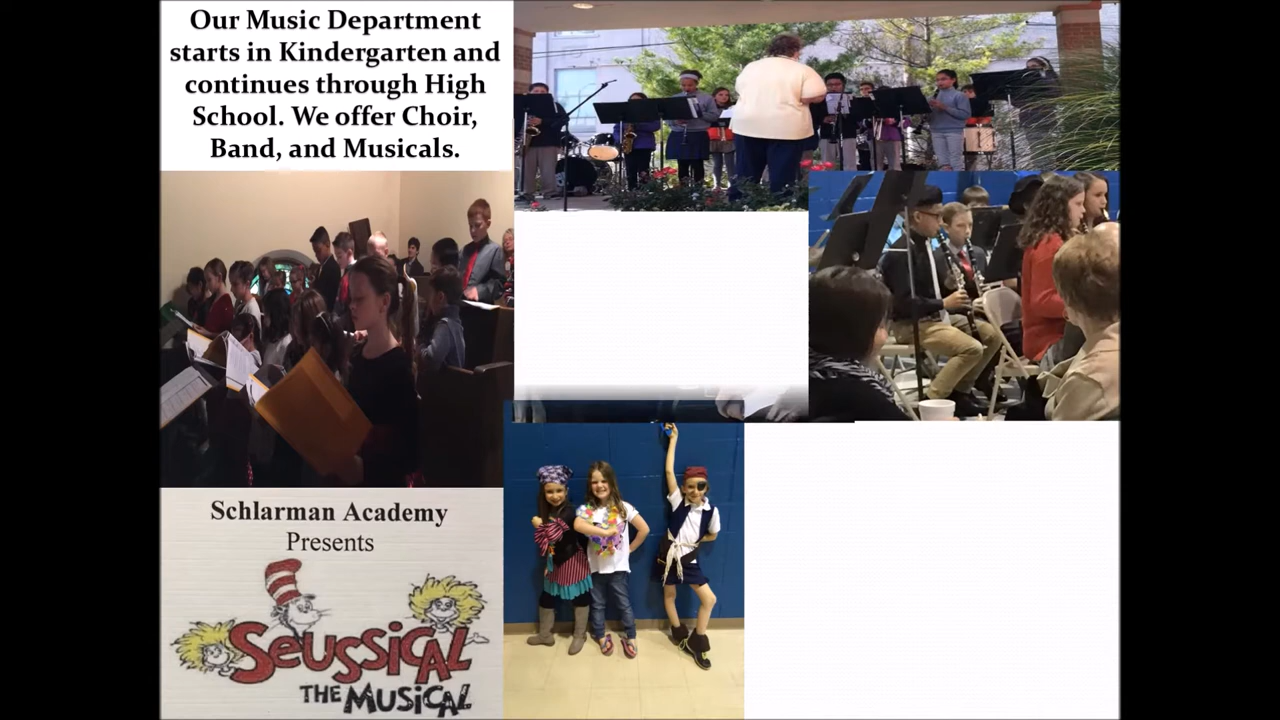 Our Music Department
starts in Kindergarten and
continues through High
School. We offer Choir,
Band, and Musicals.
Schlarman Academy
Presents
SEUSSICAL
THE MUSICAL